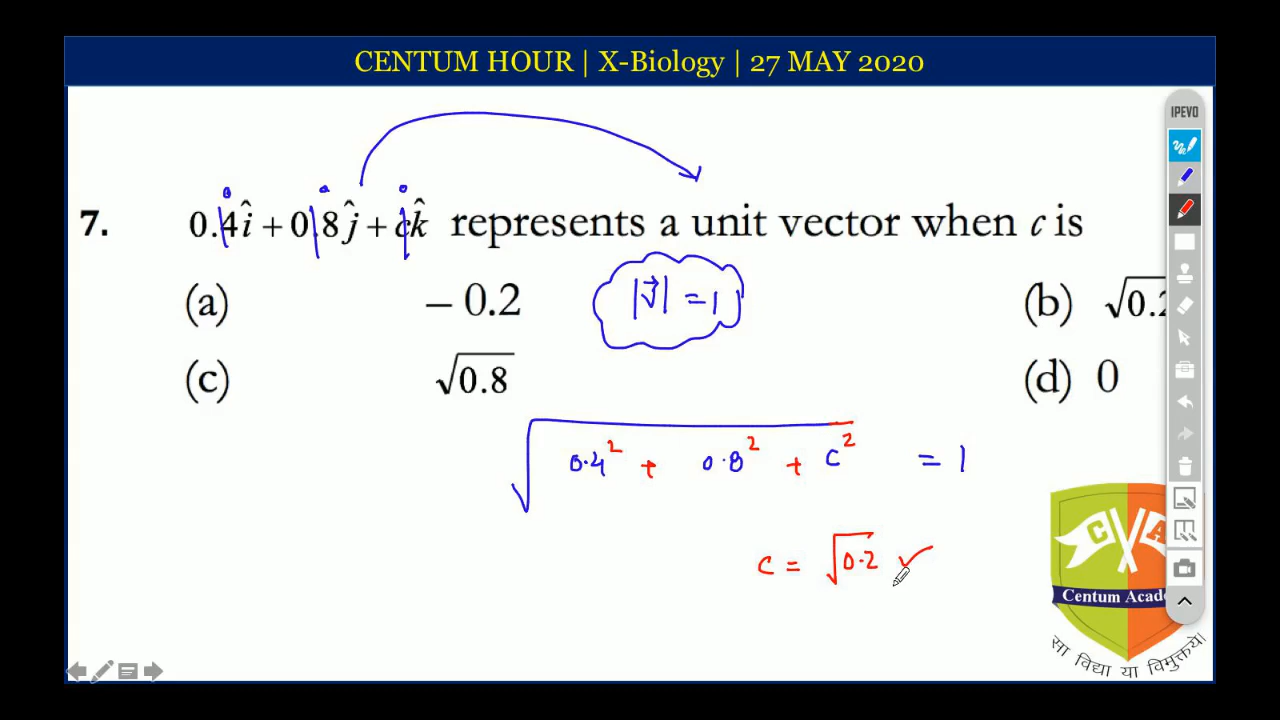 CENTUM HOUR | X-Biology | 27 MAY 2020
IPEVO
7. 0.4î + 0.8ĵ + ck̂ represents a unit vector when c is
(a) − 0.2
|v⃗| = 1
(b) √0.2
(c) √0.8
(d) 0
√(0.4² + 0.8² + c²) = 1
c = √0.2 ✓
C A
Centum Acade
सा विद्या या विमुक्तये।